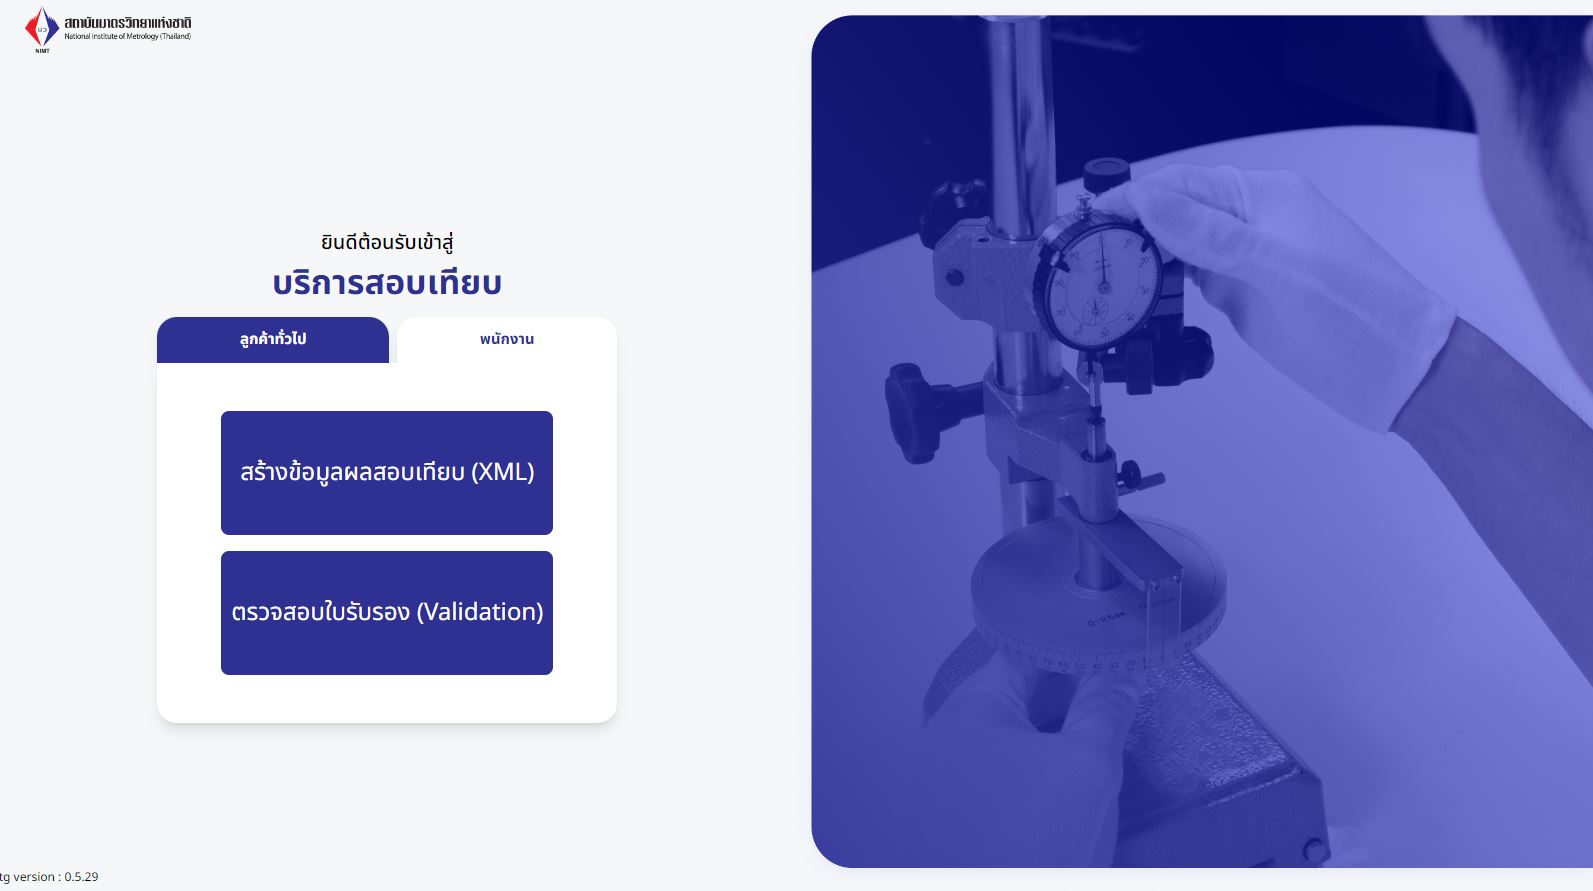 สถาบันมาตรวิทยาแห่งชาติ
National Institute of Metrology (Thailand)
NIMT
ยินดีต้อนรับเข้าสู่
บริการสอบเทียบ
ลูกค้าทั่วไป
พนักงาน
สร้างข้อมูลผลสอบเทียบ (XML)
ตรวจสอบใบรับรอง (Validation)
0-25mm
tg version : 0.5.29